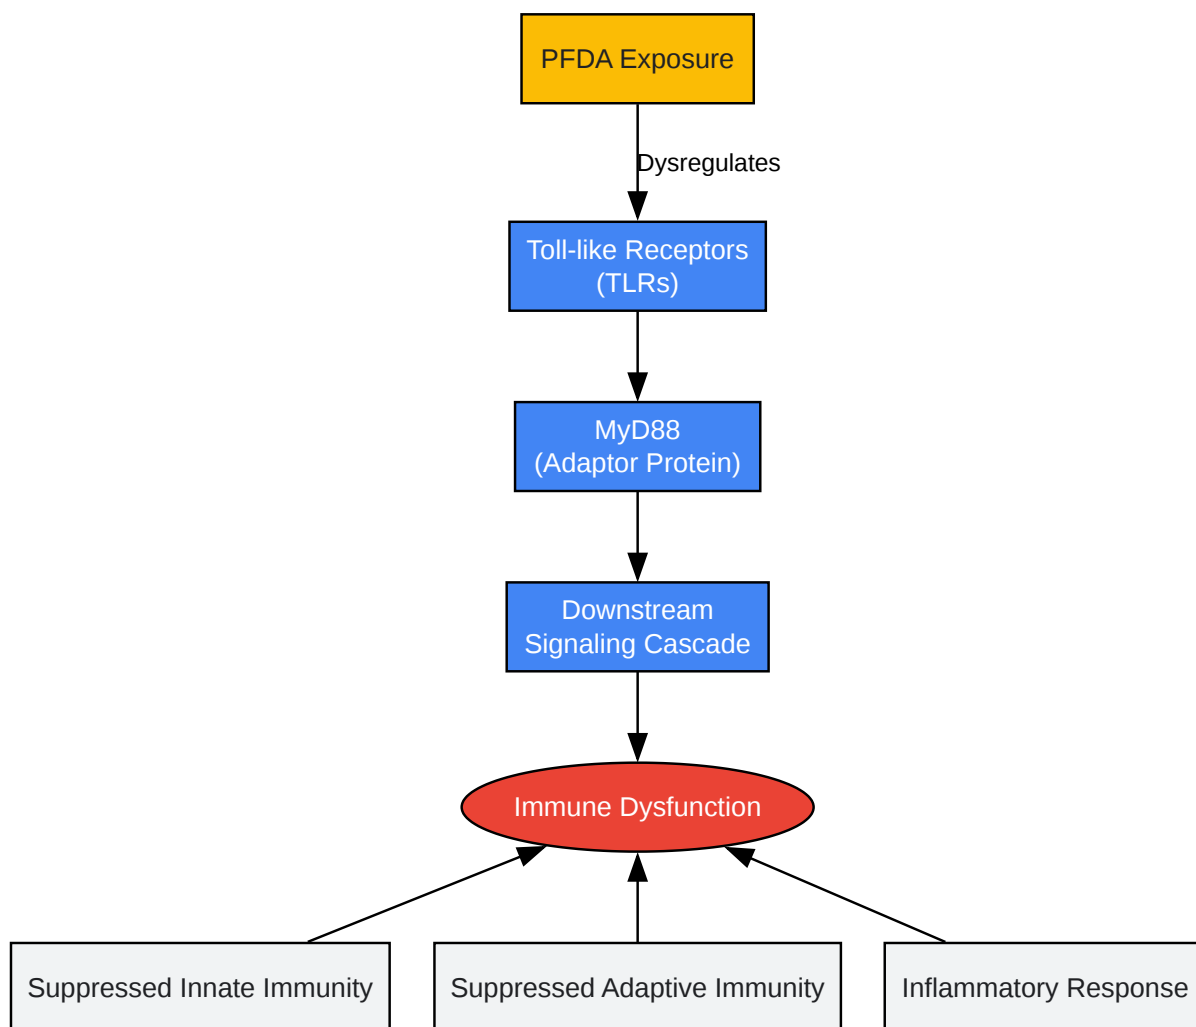 PFDA Exposure
Dysregulates
Toll-like Receptors
(TLRs)
MyD88
(Adaptor Protein)
Downstream
Signaling Cascade
Immune Dysfunction
Suppressed Innate Immunity
Suppressed Adaptive Immunity
Inflammatory Response